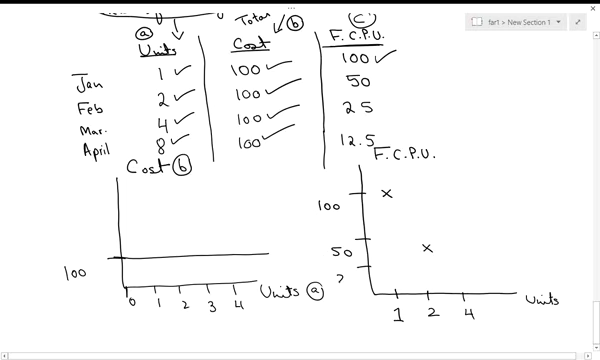 far1 > New Section 1
Total
(a) (b) (C)
Units Cost F.C.P.U.
Jan 1 100 100
Feb 2 100 50
Mar. 4 100 25
April 8 100 12.5
Cost (b) F.C.P.U.
100
50
100
0 1 2 3 4 Units (a)
1 2 4 Units